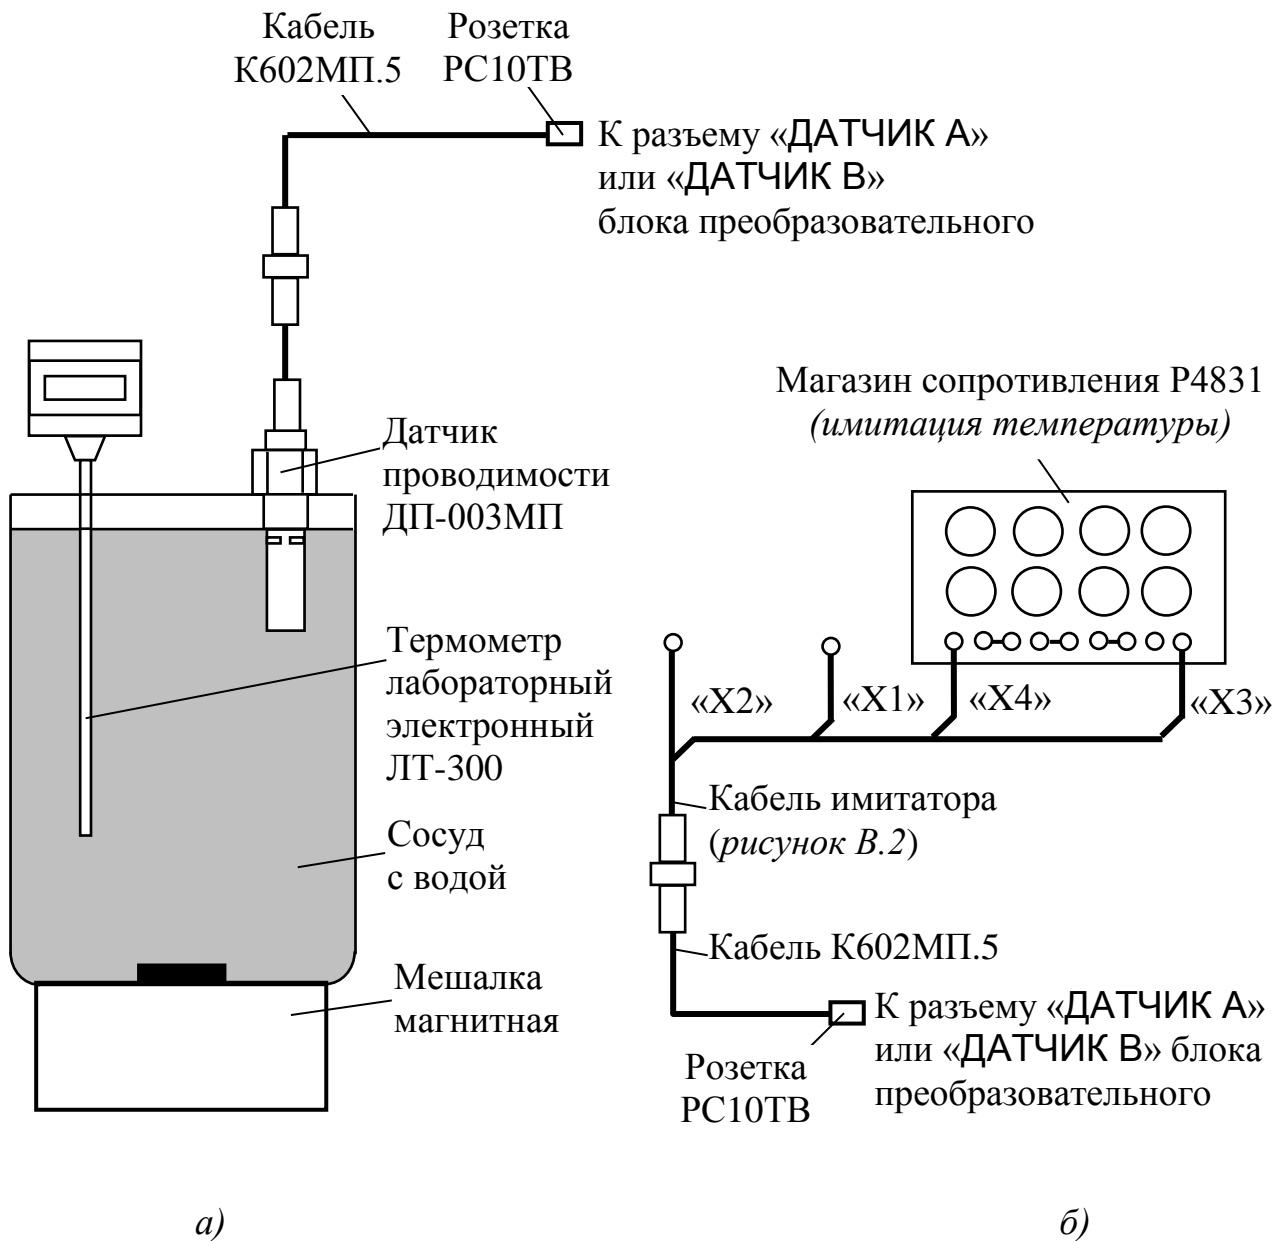 Кабель
К602МП.5
Розетка
РС10ТВ
К разъему «ДАТЧИК А»
или «ДАТЧИК В»
блока преобразовательного
Датчик
проводимости
ДП-003МП
Термометр
лабораторный
электронный
ЛТ-300
Сосуд
с водой
Мешалка
магнитная
а)
Магазин сопротивления Р4831
(имитация температуры)
«Х2»
«Х1»
«Х4»
«Х3»
Кабель имитатора
(рисунок В.2)
Кабель К602МП.5
К разъему «ДАТЧИК А»
или «ДАТЧИК В» блока
преобразовательного
Розетка
РС10ТВ
б)